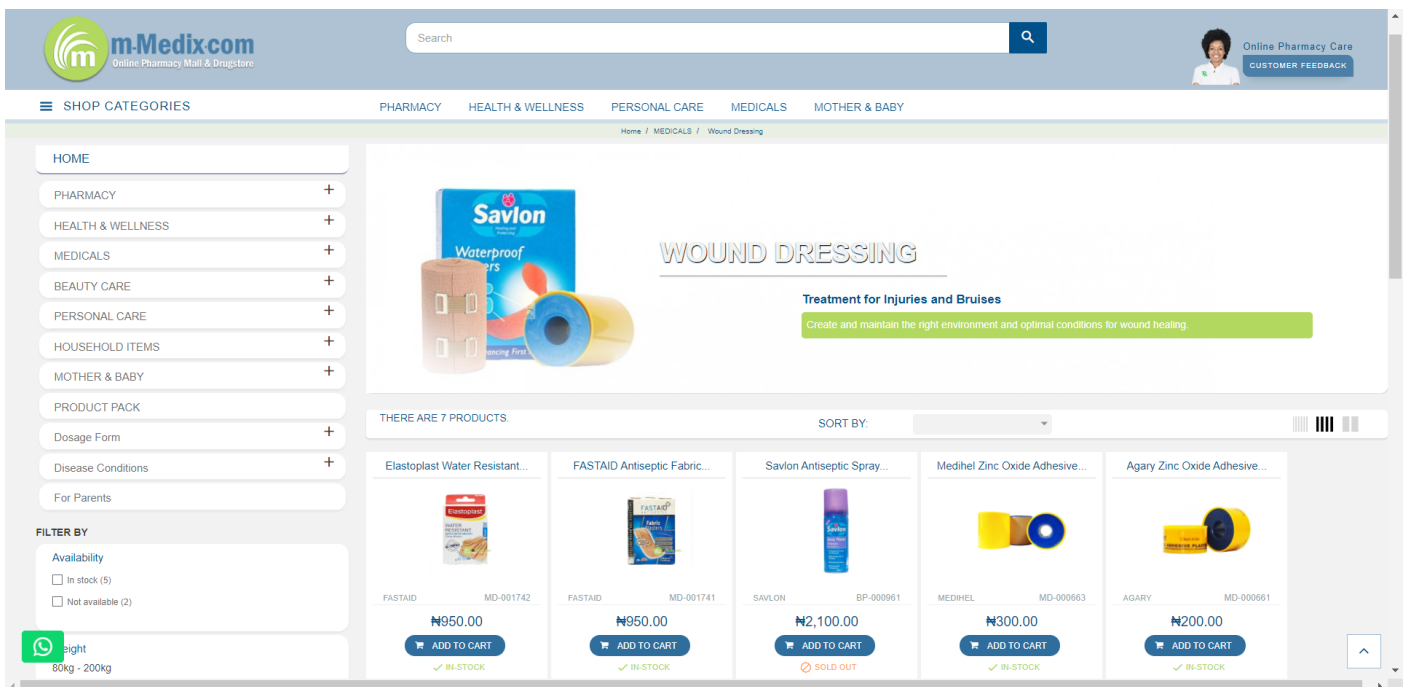 m-Medix.com
Online Pharmacy Mall & Drugstore
Search
Online Pharmacy Care
CUSTOMER FEEDBACK
SHOP CATEGORIES
PHARMACY HEALTH & WELLNESS PERSONAL CARE MEDICALS MOTHER & BABY
Home / MEDICALS / Wound Dressing
HOME
PHARMACY
HEALTH & WELLNESS
MEDICALS
BEAUTY CARE
PERSONAL CARE
HOUSEHOLD ITEMS
MOTHER & BABY
PRODUCT PACK
Dosage Form
Disease Conditions
For Parents
FILTER BY
Availability
In stock (5)
Not available (2)
80kg - 200kg
Savlon
Waterproof
WOUND DRESSING
Treatment for Injuries and Bruises
Create and maintain the right environment and optimal conditions for wound healing.
THERE ARE 7 PRODUCTS.
SORT BY:
Elastoplast Water Resistant... FASTAID Antiseptic Fabric... Savlon Antiseptic Spray... Medihel Zinc Oxide Adhesive... Agary Zinc Oxide Adhesive...
Elastoplast
WATER
RESISTANT
FASTAID
Fabric
Savlon
FASTAID MD-001742 FASTAID MD-001741 SAVLON BP-000961 MEDIHEL MD-000663 AGARY MD-000661
₦950.00 ₦950.00 ₦2,100.00 ₦300.00 ₦200.00
ADD TO CART ADD TO CART ADD TO CART ADD TO CART ADD TO CART
IN-STOCK IN-STOCK SOLD OUT IN-STOCK IN-STOCK